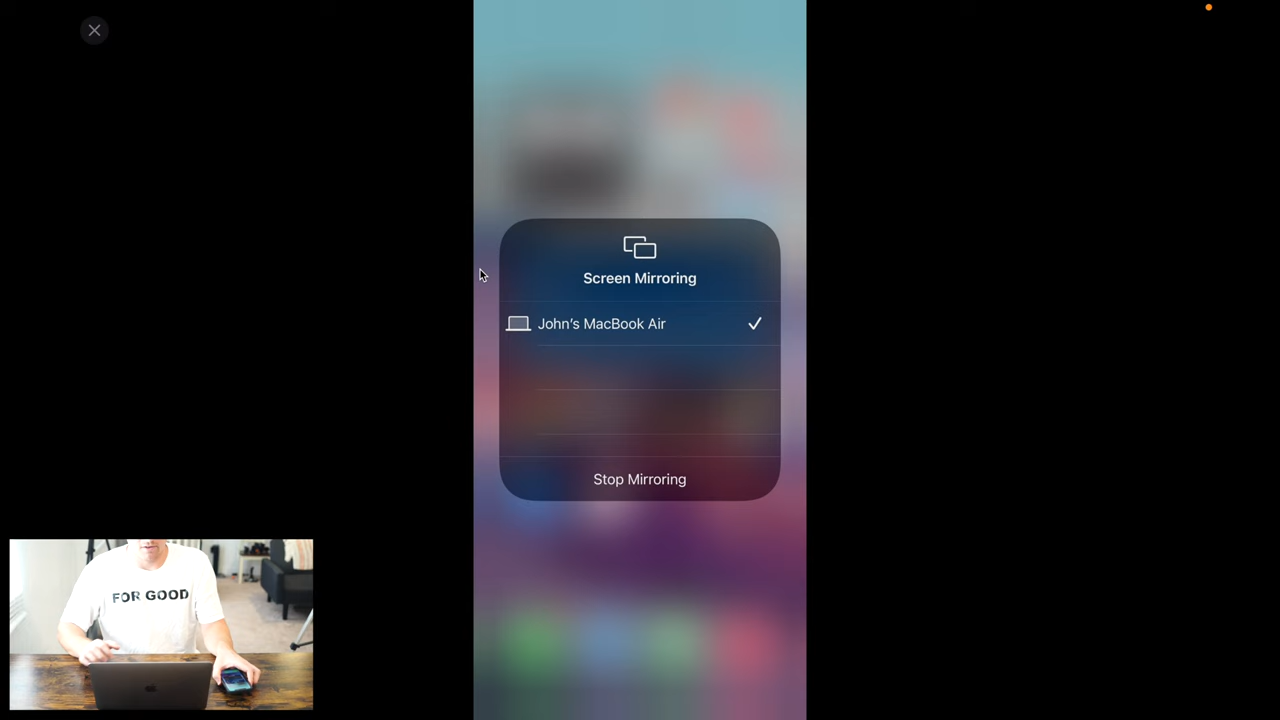 Screen Mirroring
John's MacBook Air
Stop Mirroring
FOR GOOD